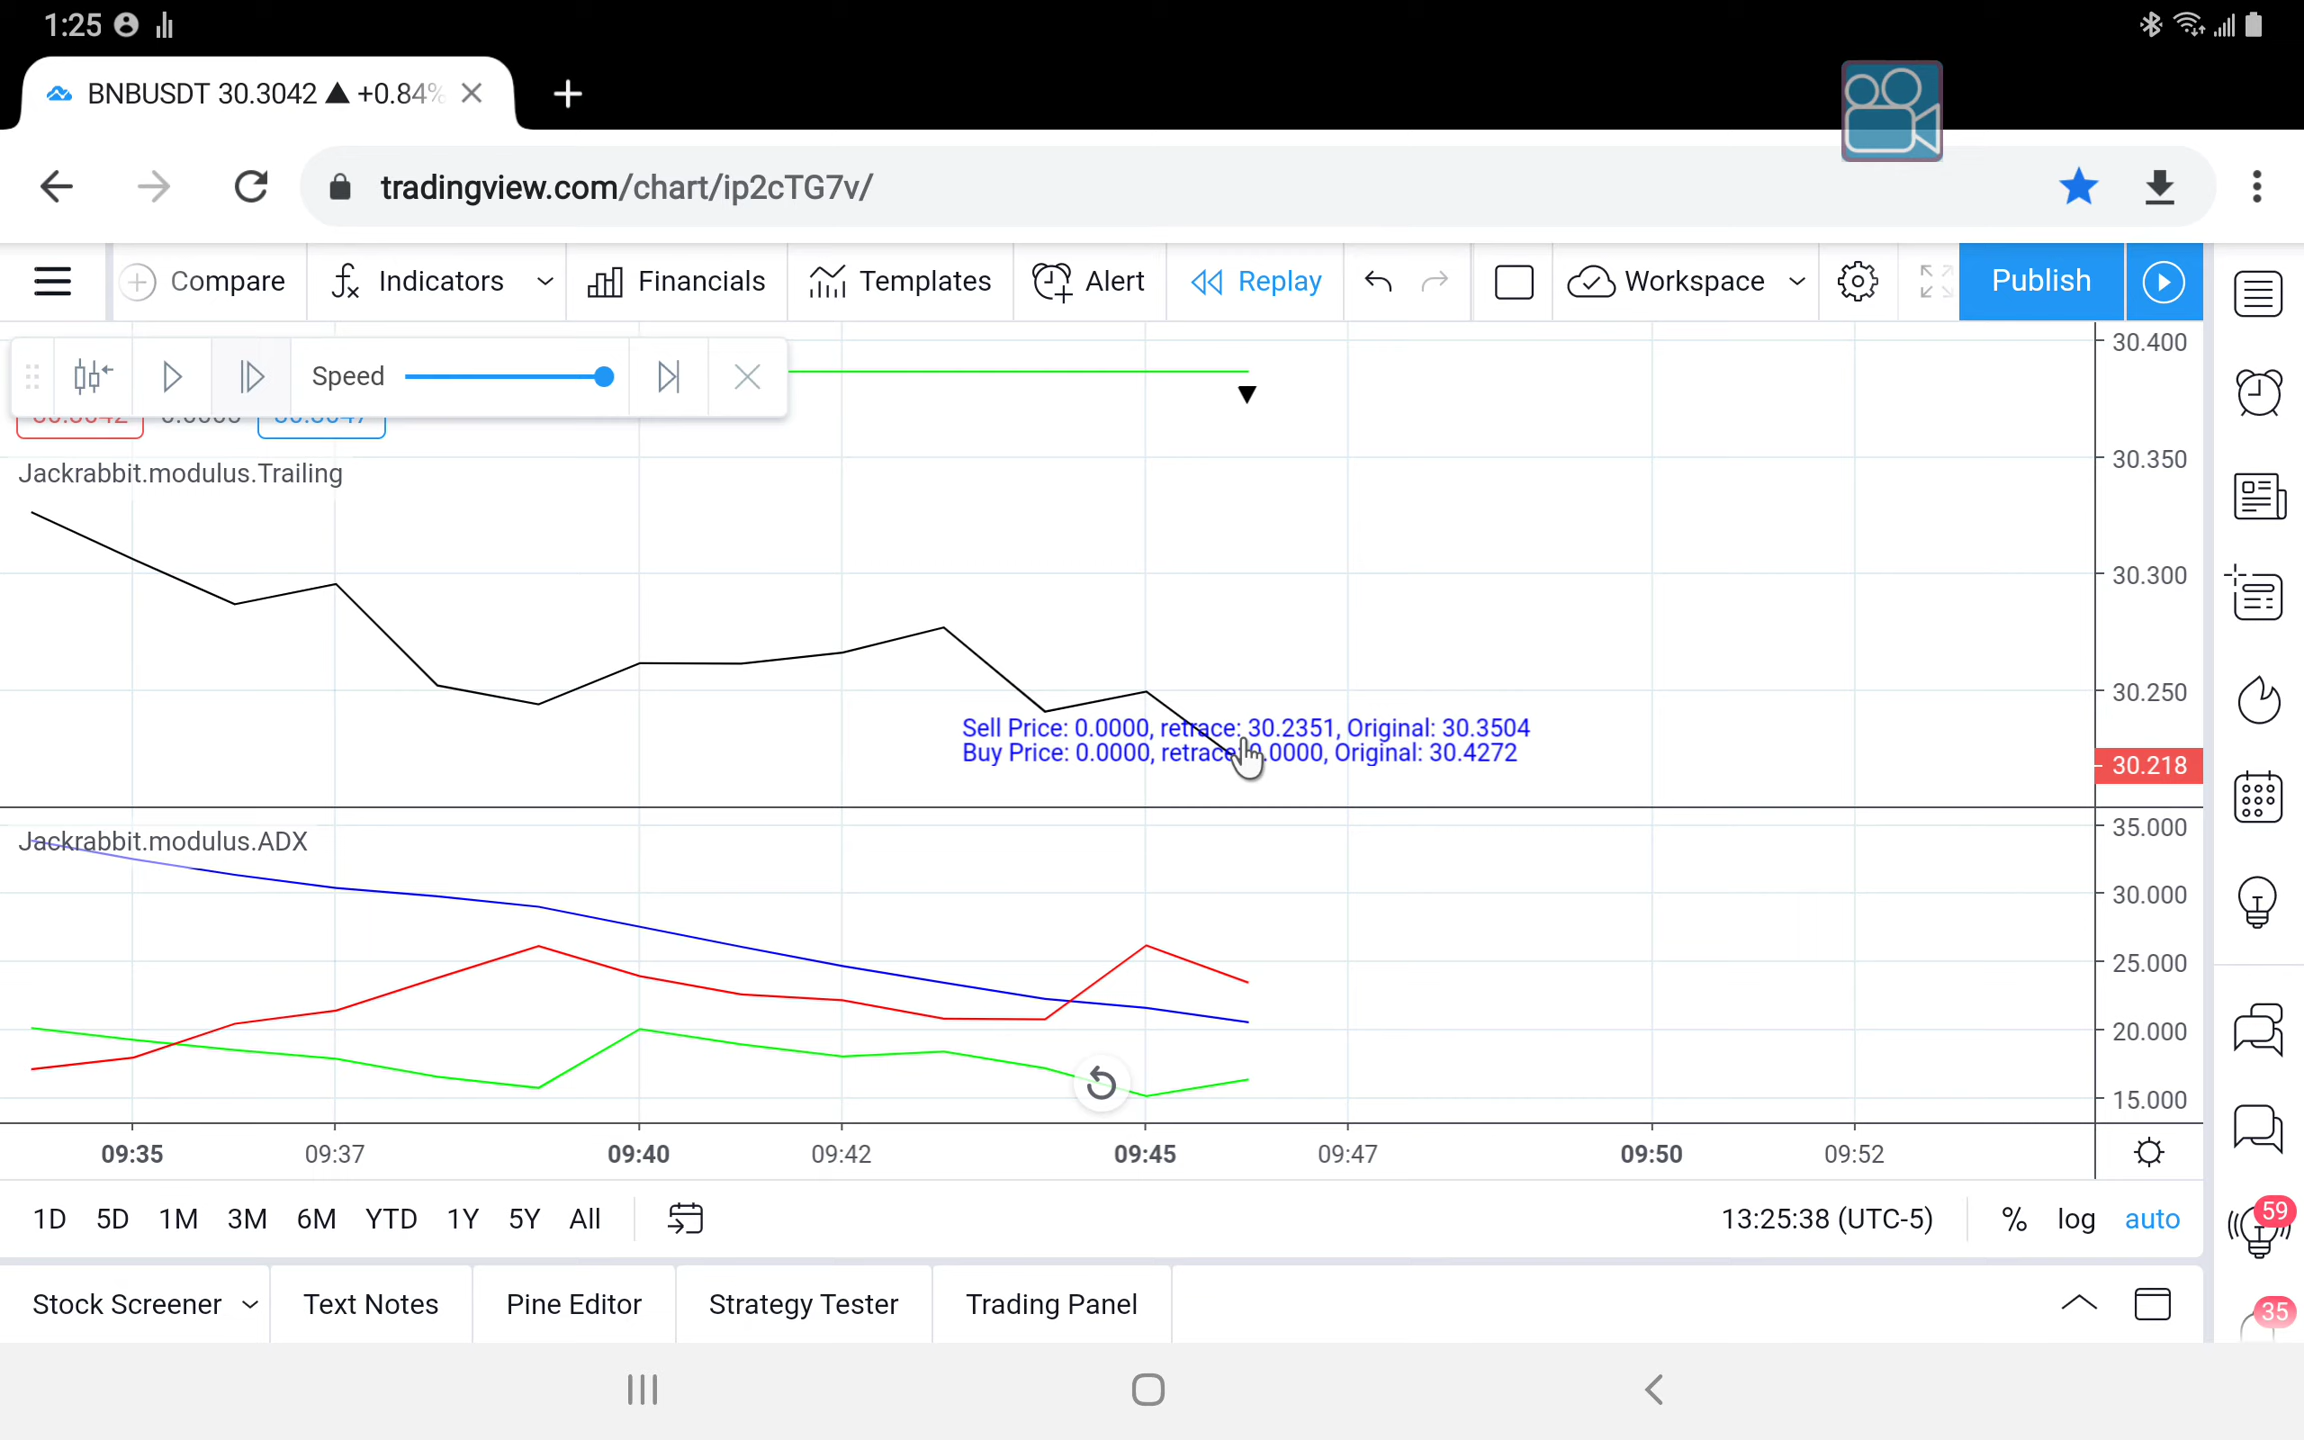 1:25
BNBUSDT 30.3042 ▲ +0.84%
tradingview.com/chart/ip2cTG7v/
Compare
Indicators
Financials
Templates
Alert
Replay
Workspace
Publish
Speed
Jackrabbit.modulus.Trailing
Sell Price: 0.0000, retrace: 30.2351, Original: 30.3504
Buy Price: 0.0000, retrace: 0.0000, Original: 30.4272
30.400
30.350
30.300
30.250
30.218
Jackrabbit.modulus.ADX
35.000
30.000
25.000
20.000
15.000
09:35 09:37 09:40 09:42 09:45 09:47 09:50 09:52
1D 5D 1M 3M 6M YTD 1Y 5Y All
13:25:38 (UTC-5) % log auto
59
Stock Screener
Text Notes
Pine Editor
Strategy Tester
Trading Panel
35